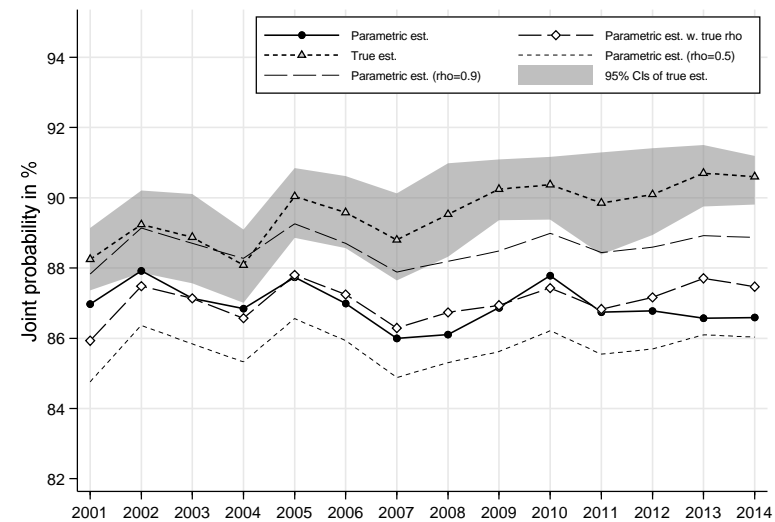 Parametric est.
Parametric est. w. true rho
True est.
Parametric est. (rho=0.5)
Parametric est. (rho=0.9)
95% CIs of true est.
Joint probability in %
94
92
90
88
86
84
82
2001 2002 2003 2004 2005 2006 2007 2008 2009 2010 2011 2012 2013 2014